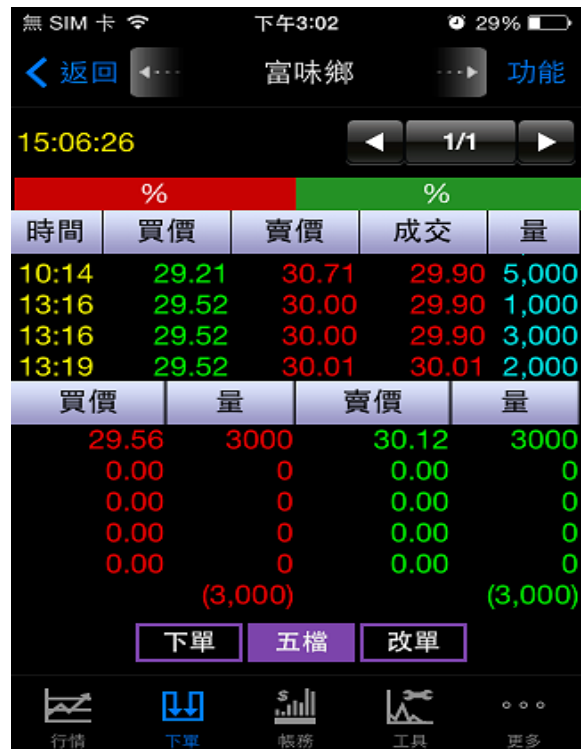 無 SIM 卡 下午3:02 29%
返回 富味鄉 功能
15:06:26 1/1
% %
時間 買價 賣價 成交 量
10:14 29.21 30.71 29.90 5,000
13:16 29.52 30.00 29.90 1,000
13:16 29.52 30.00 29.90 3,000
13:19 29.52 30.01 30.01 2,000
買價 量 賣價 量
29.56 3000 30.12 3000
0.00 0 0.00 0
0.00 0 0.00 0
0.00 0 0.00 0
0.00 0 0.00 0
(3,000) (3,000)
下單 五檔 改單
行情 下單 帳務 工具 更多